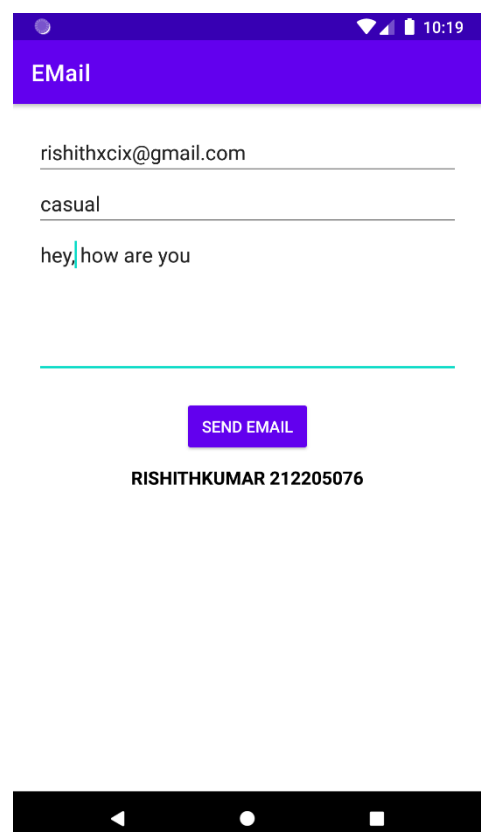 10:19
EMail
rishithxcix@gmail.com
casual
hey, how are you
SEND EMAIL
RISHITHKUMAR 212205076